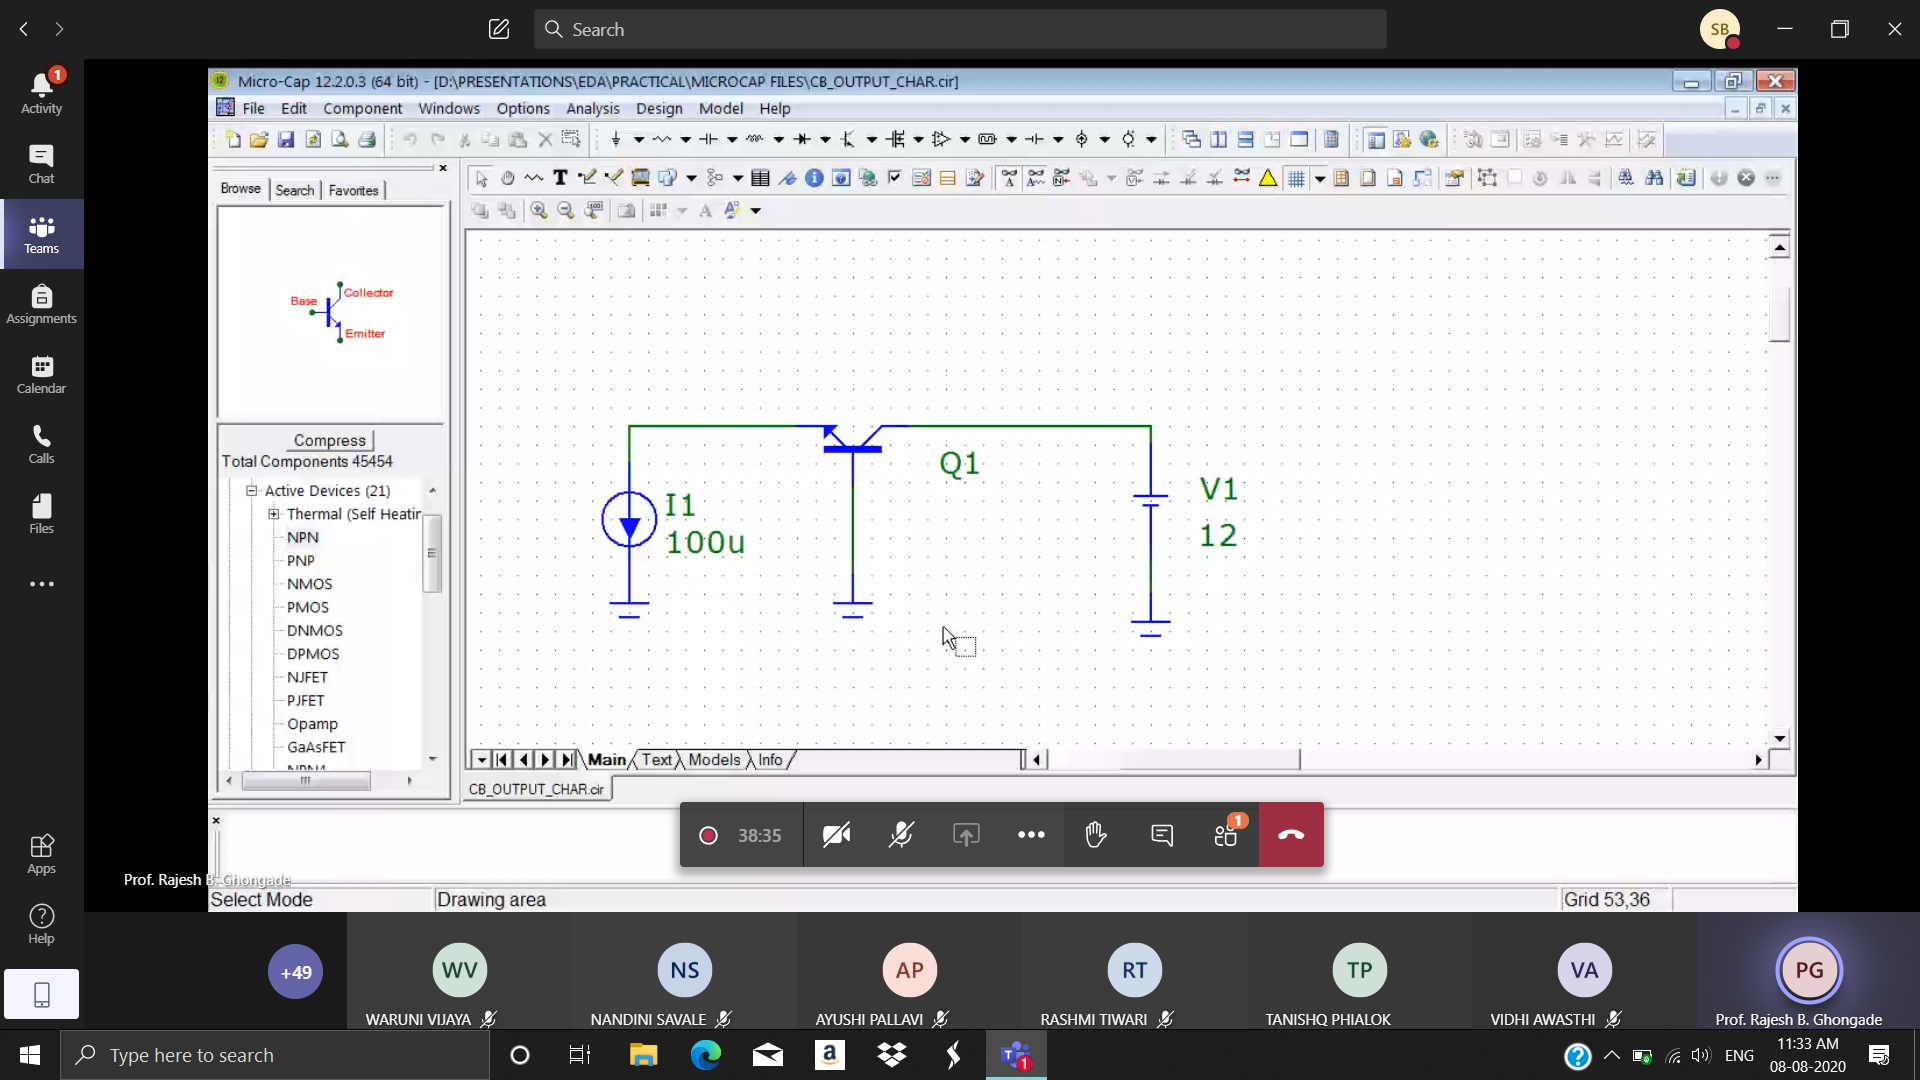 Search
SB
1
Activity
Chat
Teams
Assignments
Calendar
Calls
Files
Apps
Help
Micro-Cap 12.2.0.3 (64 bit) - [D:\PRESENTATIONS\EDA\PRACTICAL\MICROCAP FILES\CB_OUTPUT_CHAR.cir]
File Edit Component Windows Options Analysis Design Model Help
Browse Search Favorites
Base
Collector
Emitter
Compress
Total Components 45454
Active Devices (21)
Thermal (Self Heatir
NPN
PNP
NMOS
PMOS
DNMOS
DPMOS
NJFET
PJFET
Opamp
GaAsFET
NPN4
I1
100u
Q1
V1
12
Main Text Models Info
CB_OUTPUT_CHAR.cir
38:35
1
Prof. Rajesh B. Ghongade
Select Mode
Drawing area
Grid 53,36
+49
WV
NS
AP
RT
TP
VA
PG
WARUNI VIJAYA
NANDINI SAVALE
AYUSHI PALLAVI
RASHMI TIWARI
TANISHQ PHIALOK
VIDHI AWASTHI
Prof. Rajesh B. Ghongade
Type here to search
ENG
11:33 AM
08-08-2020